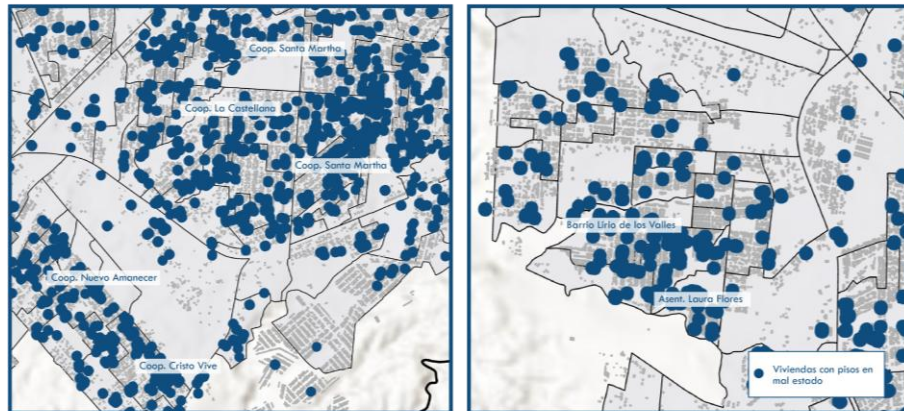 Coop. Santa Martha
Coop. La Castellana
Coop. Santa Martha
Coop. Nuevo Amanecer
Coop. Cristo Vive
Barrio Lirio de los Valles
Asent. Laura Flores
Viviendas con pisos en
mal estado